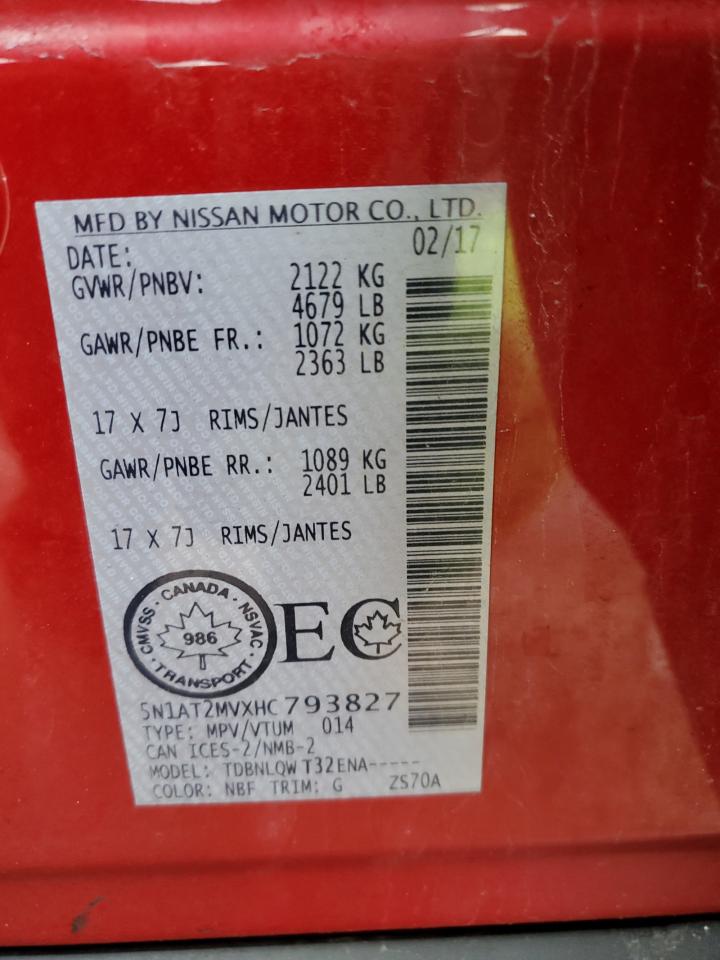 MFD BY NISSAN MOTOR CO., LTD.
DATE: 02/17
GVWR/PNBV: 2122 KG
4679 LB
GAWR/PNBE FR.: 1072 KG
2363 LB
17 X 7J RIMS/JANTES
GAWR/PNBE RR.: 1089 KG
2401 LB
17 X 7J RIMS/JANTES
CMVSS · CANADA · NSVAC
986
· TRANSPORT ·
EC
5N1AT2MVXHC793827
TYPE: MPV/VTUM 014
CAN ICES-2/NMB-2
MODEL: TDBNLQW T32ENA-----
COLOR: NBF TRIM: G ZS70A